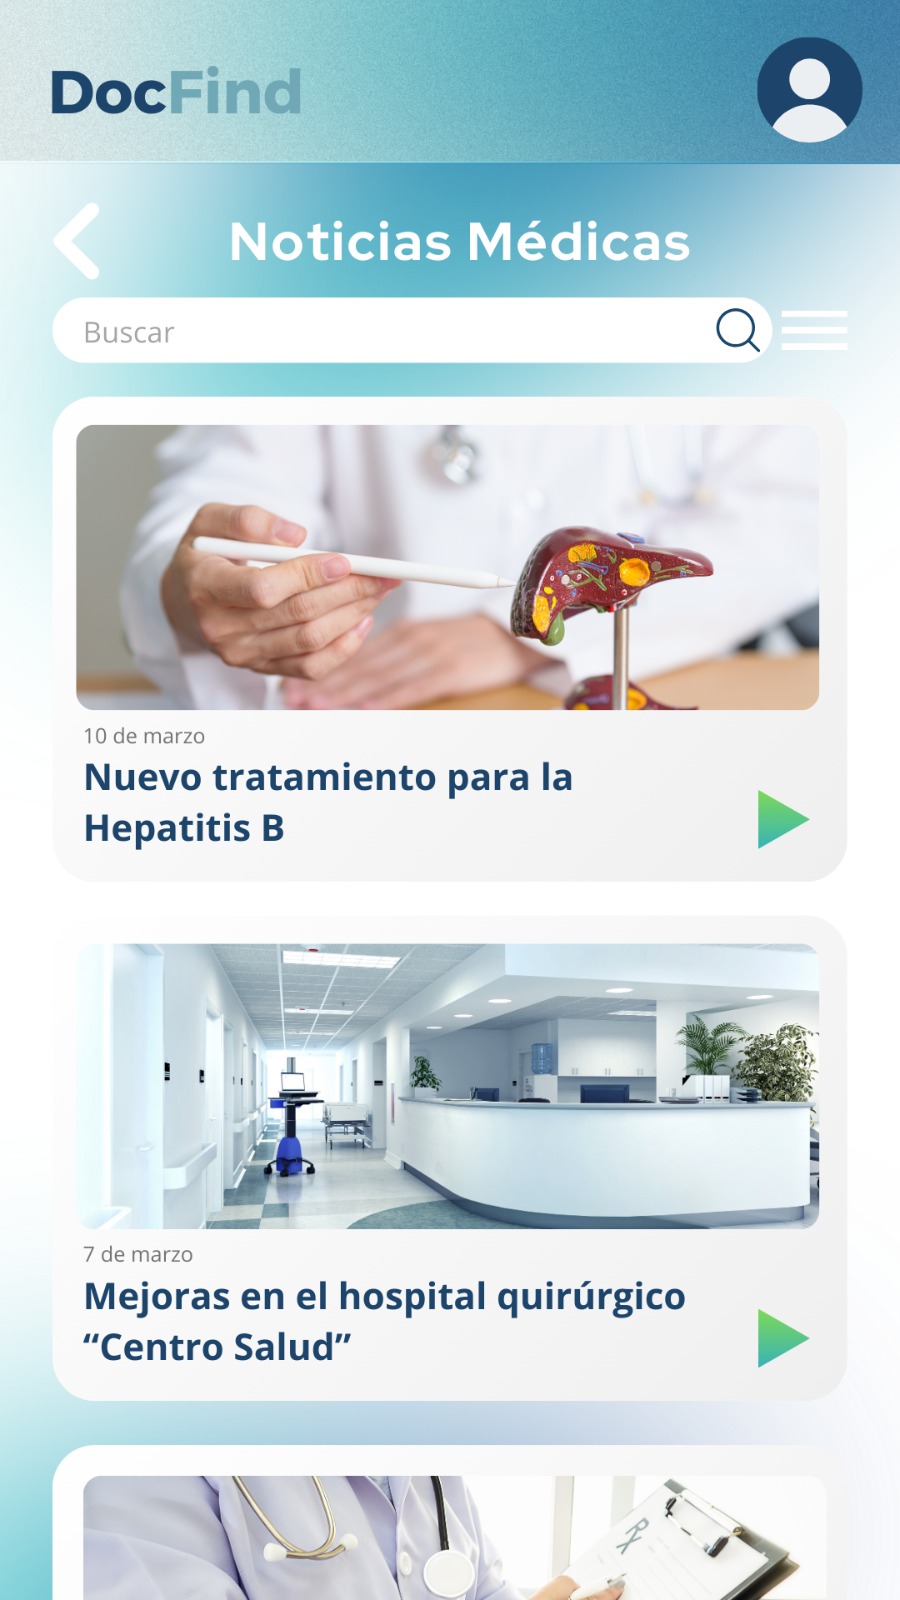 DocFind
Noticias Médicas
Buscar
10 de marzo
Nuevo tratamiento para la
Hepatitis B
7 de marzo
Mejoras en el hospital quirúrgico
“Centro Salud”
Rx